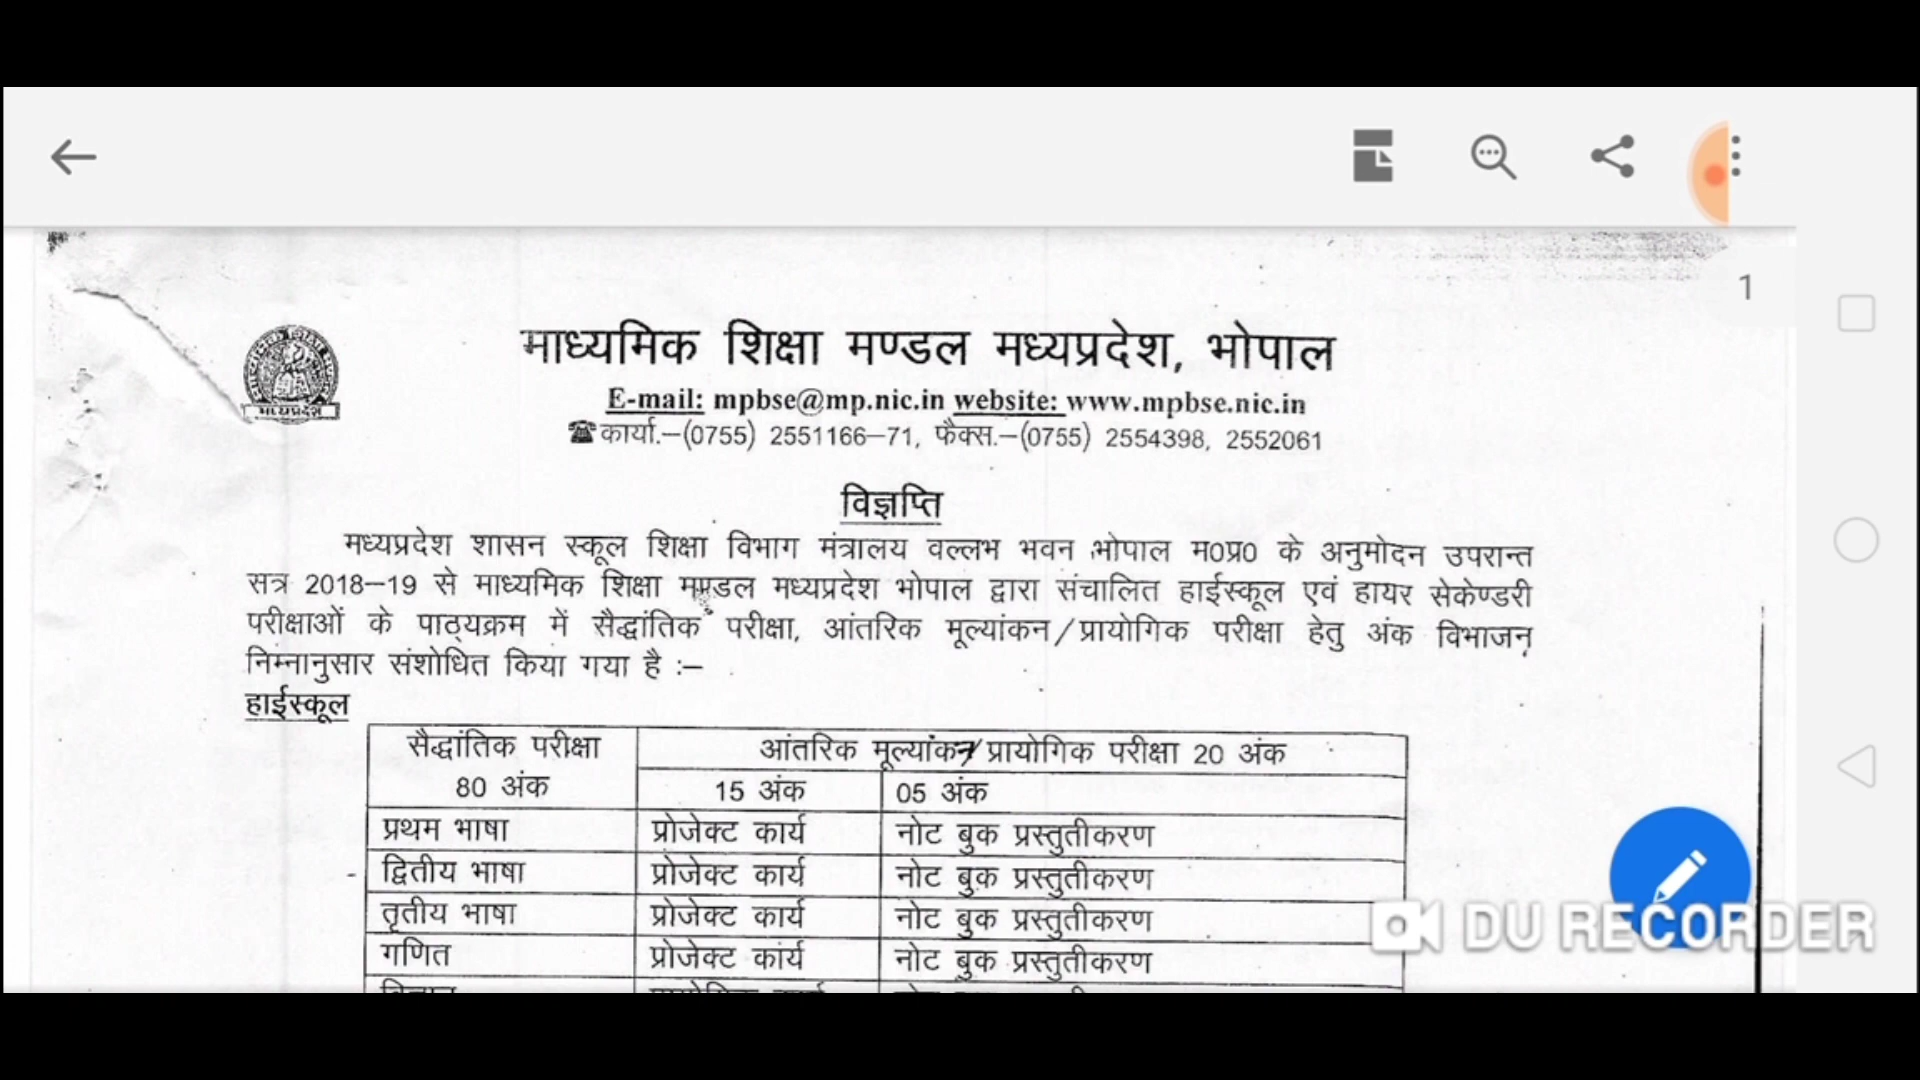 1
मध्यप्रदेश
माध्यमिक शिक्षा मण्डल मध्यप्रदेश, भोपाल
E-mail: mpbse@mp.nic.in website: www.mpbse.nic.in
☎कार्या.–(0755) 2551166–71, फैक्स.–(0755) 2554398, 2552061
विज्ञप्ति
मध्यप्रदेश शासन स्कूल शिक्षा विभाग मंत्रालय वल्लभ भवन भोपाल म0प्र0 के अनुमोदन उपरान्त
सत्र 2018–19 से माध्यमिक शिक्षा मण्डल मध्यप्रदेश भोपाल द्वारा संचालित हाईस्कूल एवं हायर सेकेण्डरी
परीक्षाओं के पाठ्यक्रम में सैद्धांतिक परीक्षा, आंतरिक मूल्यांकन/प्रायोगिक परीक्षा हेतु अंक विभाजन
निम्नानुसार संशोधित किया गया है :–
हाईस्कूल
सैद्धांतिक परीक्षा आंतरिक मूल्यांकन/प्रायोगिक परीक्षा 20 अंक
80 अंक 15 अंक 05 अंक
प्रथम भाषा प्रोजेक्ट कार्य नोट बुक प्रस्तुतीकरण
द्वितीय भाषा प्रोजेक्ट कार्य नोट बुक प्रस्तुतीकरण
तृतीय भाषा प्रोजेक्ट कार्य नोट बुक प्रस्तुतीकरण
गणित प्रोजेक्ट कार्य नोट बुक प्रस्तुतीकरण
DU RECORDER